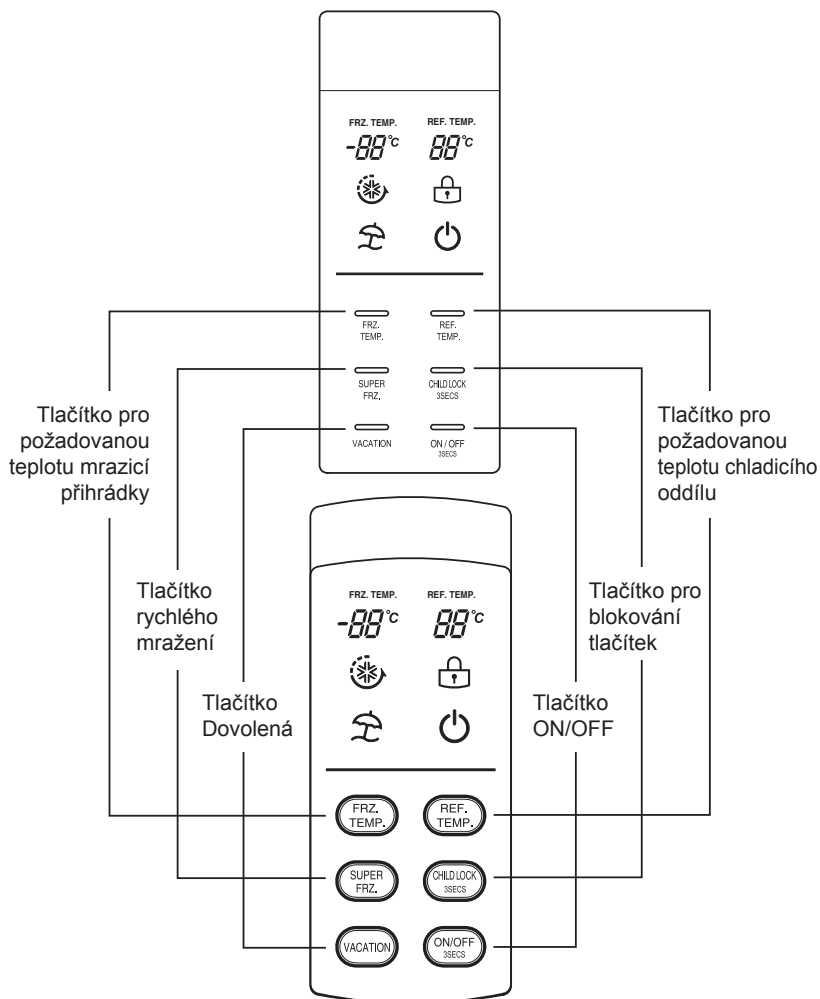 FRZ. TEMP. REF. TEMP.
-88°C 88°C
FRZ.
TEMP.
REF.
TEMP.
SUPER
FRZ.
CHILD LOCK
3SECS
VACATION
ON / OFF
3SECS
Tlačítko pro
požadovanou
teplotu mrazicí
přihrádky
Tlačítko pro
požadovanou
teplotu chladicího
oddílu
Tlačítko
rychlého
mražení
Tlačítko pro
blokování
tlačítek
Tlačítko
Dovolená
Tlačítko
ON/OFF
FRZ. TEMP. REF. TEMP.
-88°C 88°C
FRZ.
TEMP.
REF.
TEMP.
SUPER
FRZ.
CHILD LOCK
3SECS
VACATION
ON/OFF
3SECS